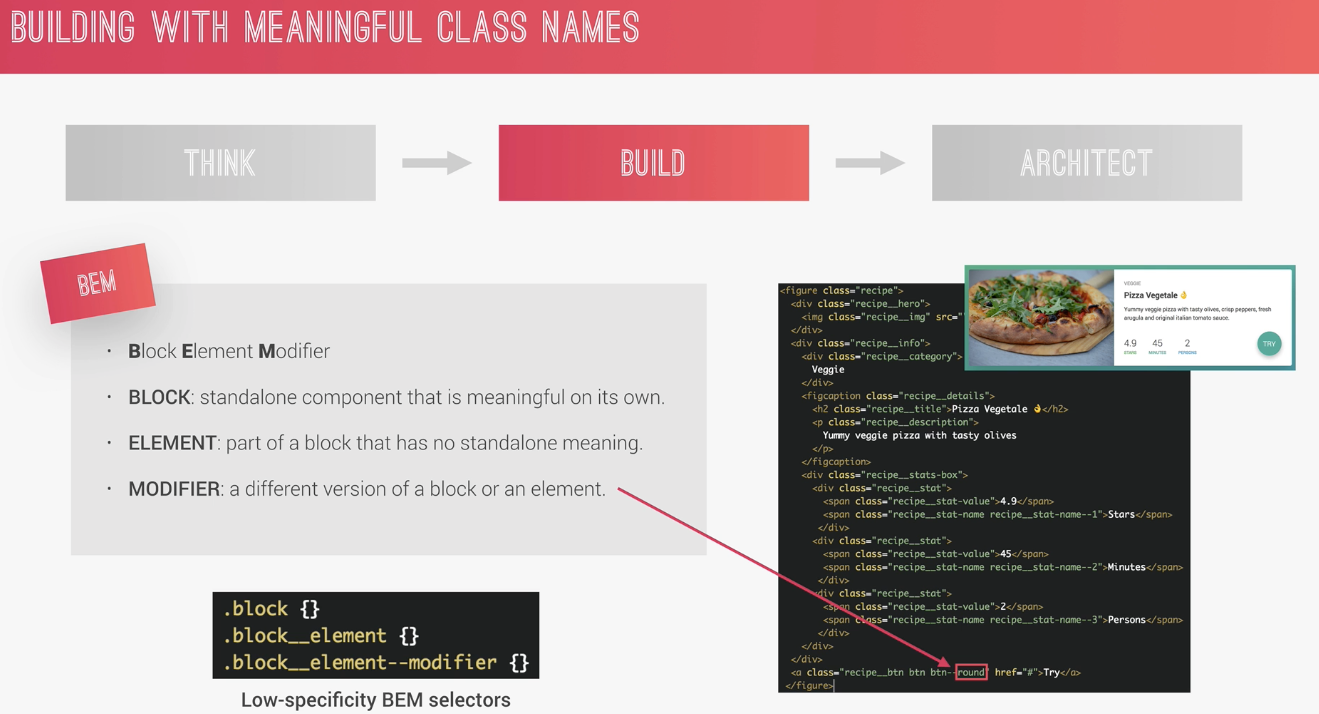 BUILDING WITH MEANINGFUL CLASS NAMES
THINK
BUILD
ARCHITECT
BEM
· Block Element Modifier
· BLOCK: standalone component that is meaningful on its own.
· ELEMENT: part of a block that has no standalone meaning.
· MODIFIER: a different version of a block or an element.
.block {}
.block__element {}
.block__element--modifier {}
Low-specificity BEM selectors
<figure class="recipe">
<div class="recipe__hero">
<img class="recipe__img" src="
</div>
<div class="recipe__info">
<div class="recipe__category">
Veggie
</div>
<figcaption class="recipe__details">
<h2 class="recipe__title">Pizza Vegetale 👌</h2>
<p class="recipe__description">
Yummy veggie pizza with tasty olives
</p>
</figcaption>
<div class="recipe__stats-box">
<div class="recipe__stat">
<span class="recipe__stat-value">4.9</span>
<span class="recipe__stat-name recipe__stat-name--1">Stars</span>
</div>
<div class="recipe__stat">
<span class="recipe__stat-value">45</span>
<span class="recipe__stat-name recipe__stat-name--2">Minutes</span>
</div>
<div class="recipe__stat">
<span class="recipe__stat-value">2</span>
<span class="recipe__stat-name recipe__stat-name--3">Persons</span>
</div>
</div>
</div>
<a class="recipe__btn btn btn--round" href="#">Try</a>
</figure>
VEGGIE
Pizza Vegetale 👌
Yummy veggie pizza with tasty olives, crisp peppers, fresh
arugula and original italian tomato sauce.
4.9 45 2
STARS MINUTES PERSONS
TRY